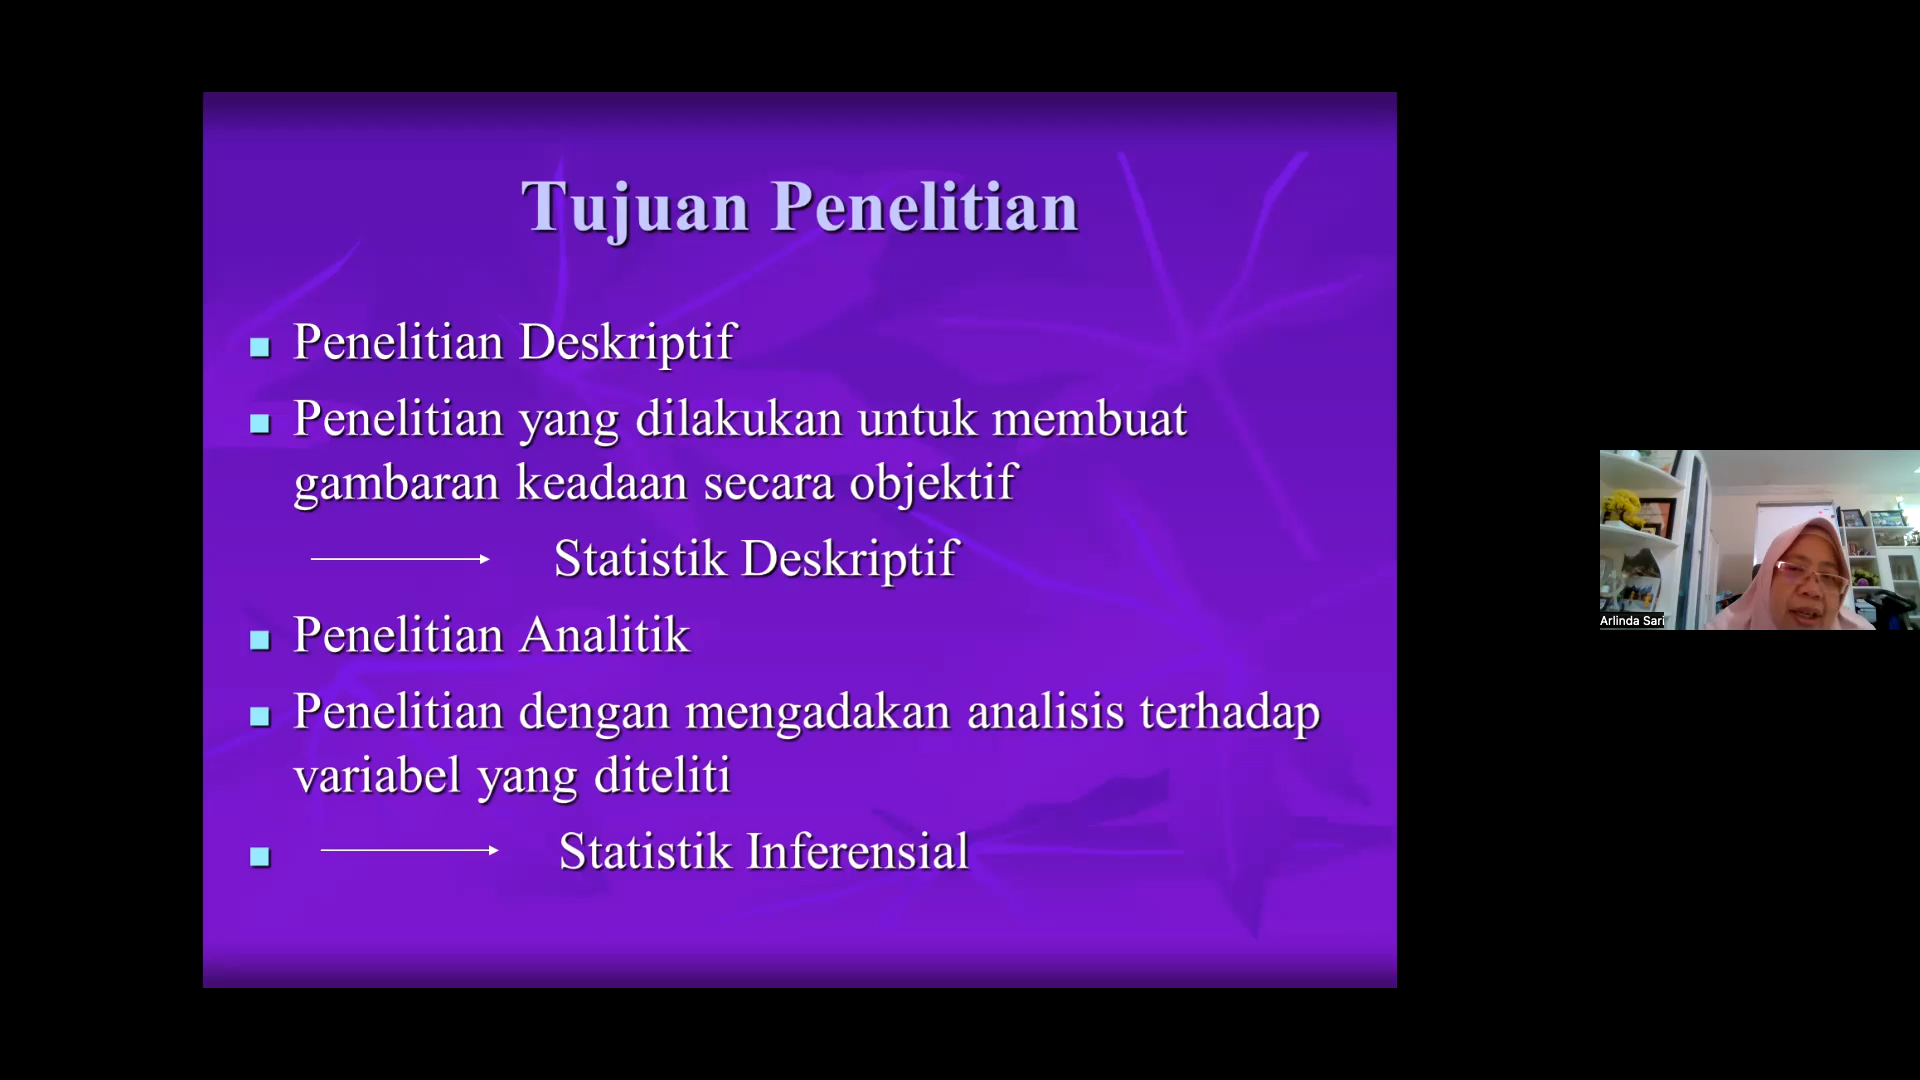 Tujuan Penelitian
Penelitian Deskriptif
Penelitian yang dilakukan untuk membuat
gambaran keadaan secara objektif
Statistik Deskriptif
Penelitian Analitik
Penelitian dengan mengadakan analisis terhadap
variabel yang diteliti
Statistik Inferensial
Arlinda Sari